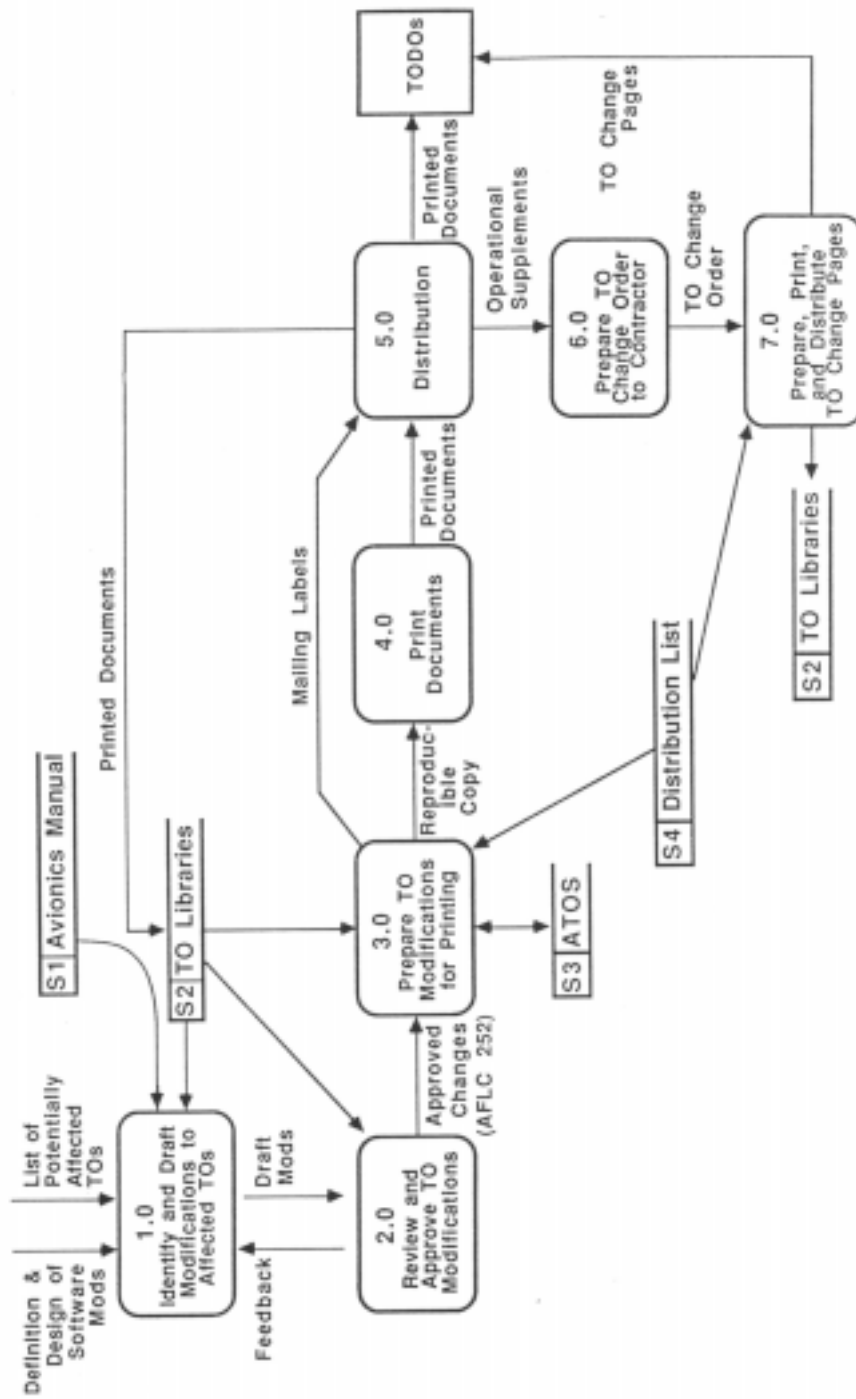 Definition &
Design of
Software
Mods
List of
Potentially
Affected
TOs
1.0
Identify and Draft
Modifications to
Affected TOs
S1 Avionics Manual
S2 TO Libraries
Printed Documents
Feedback
Draft
Mods
2.0
Review and
Approve TO
Modifications
Approved
Changes
(AFLC 252)
3.0
Prepare TO
Modifications
for Printing
S3 ATOS
Mailing Labels
Reproduc-
ible
Copy
4.0
Print
Documents
Printed
Documents
5.0
Distribution
Printed
Documents
TODOs
S4 Distribution List
Operational
Supplements
6.0
Prepare TO
Change Order
to Contractor
TO Change
Order
TO Change
Pages
7.0
Prepare, Print,
and Distribute
TO Change Pages
S2 TO Libraries